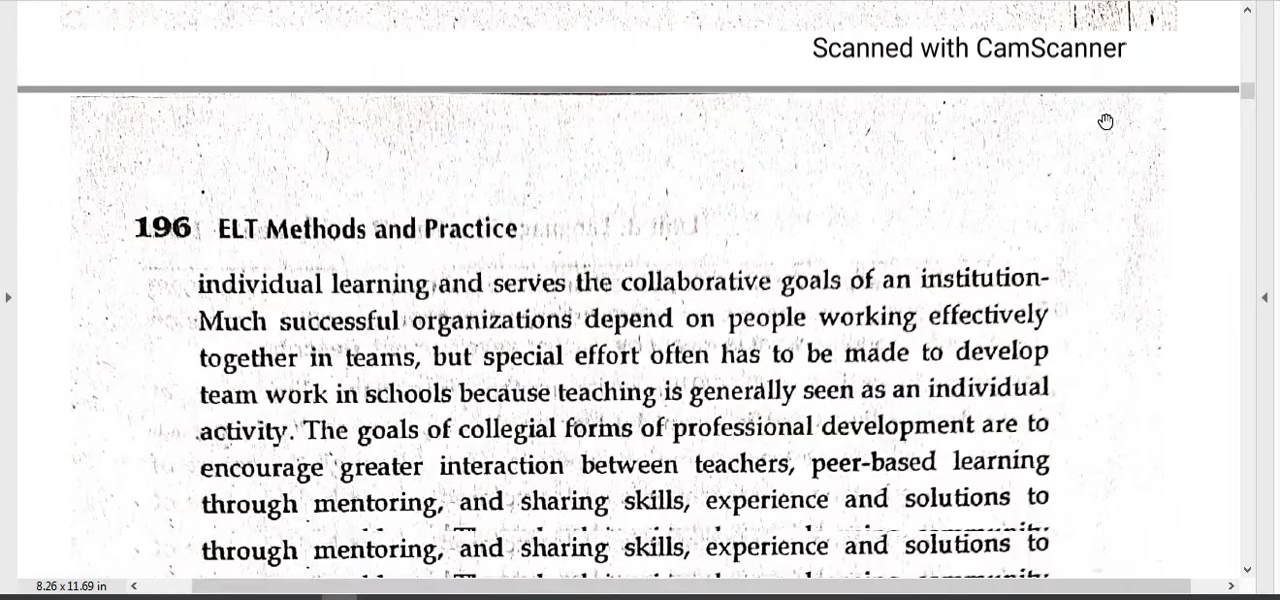 Scanned with CamScanner
196 ELT Methods and Practice
individual learning and serves the collaborative goals of an institution-
Much successful organizations depend on people working effectively
together in teams, but special effort often has to be made to develop
team work in schools because teaching is generally seen as an individual
activity. The goals of collegial forms of professional development are to
encourage greater interaction between teachers, peer-based learning
through mentoring, and sharing skills, experience and solutions to
through mentoring, and sharing skills, experience and solutions to
8.26 x 11.69 in